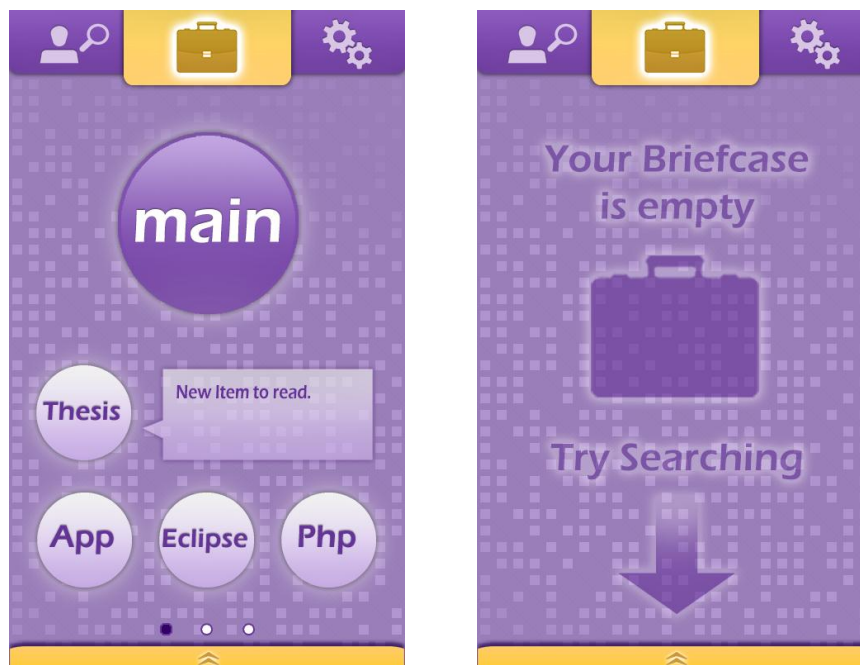 main
Thesis
New Item to read.
App
Eclipse
Php
Your Briefcase
is empty
Try Searching